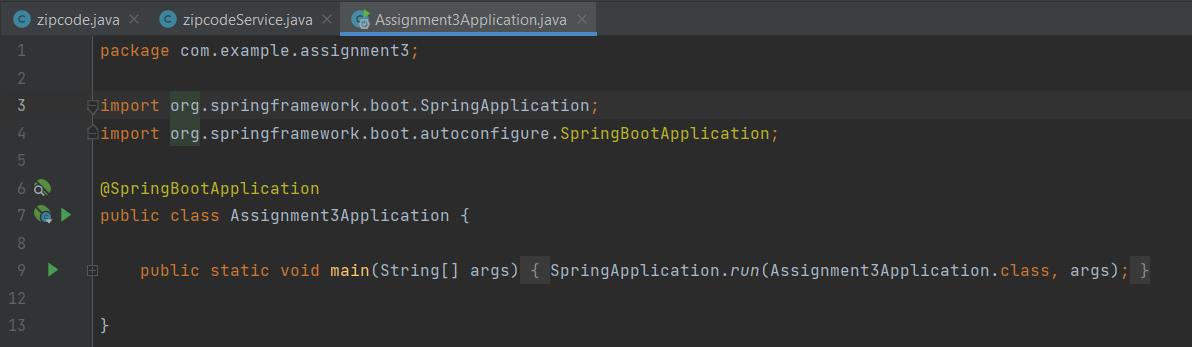 zipcode.java × zipcodeService.java × Assignment3Application.java ×
1 package com.example.assignment3;
2
3 import org.springframework.boot.SpringApplication;
4 import org.springframework.boot.autoconfigure.SpringBootApplication;
5
6 @SpringBootApplication
7 public class Assignment3Application {
8
9 public static void main(String[] args) { SpringApplication.run(Assignment3Application.class, args); }
12
13 }